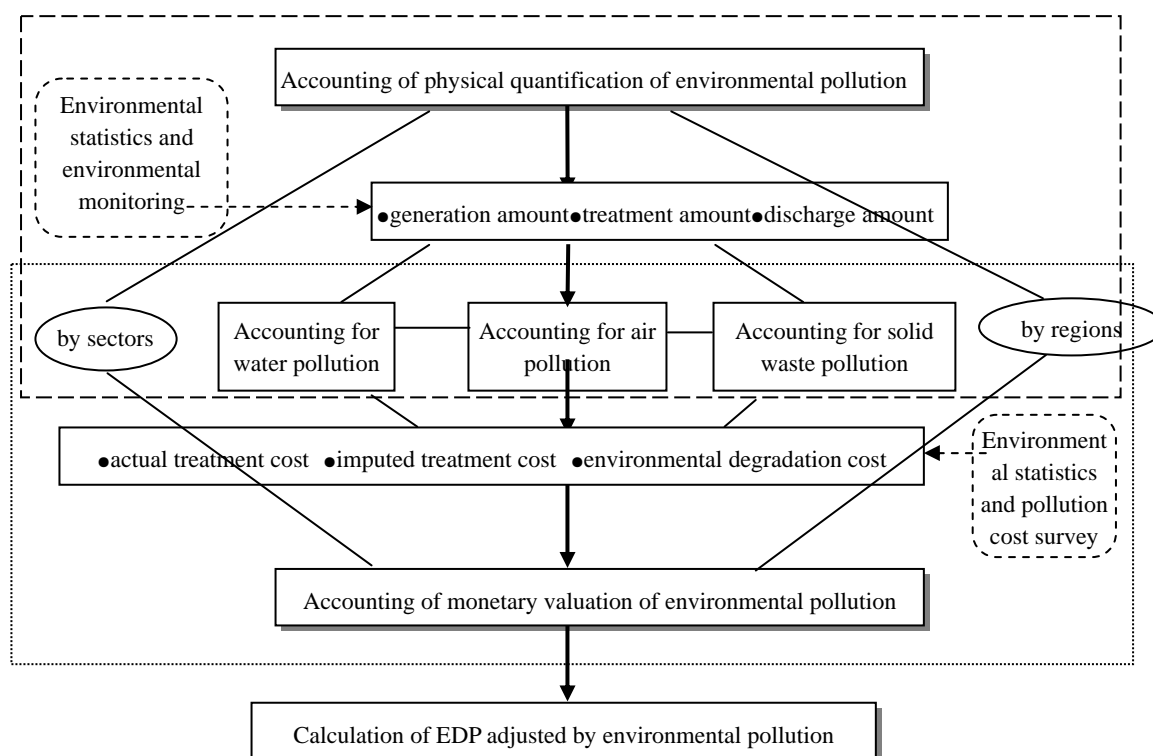 Accounting of physical quantification of environmental pollution
Environmental
statistics and
environmental
monitoring
●generation amount●treatment amount●discharge amount
by sectors
Accounting for
water pollution
Accounting for air
pollution
Accounting for solid
waste pollution
by regions
●actual treatment cost ●imputed treatment cost ●environmental degradation cost
Environment
al statistics
and pollution
cost survey
Accounting of monetary valuation of environmental pollution
Calculation of EDP adjusted by environmental pollution